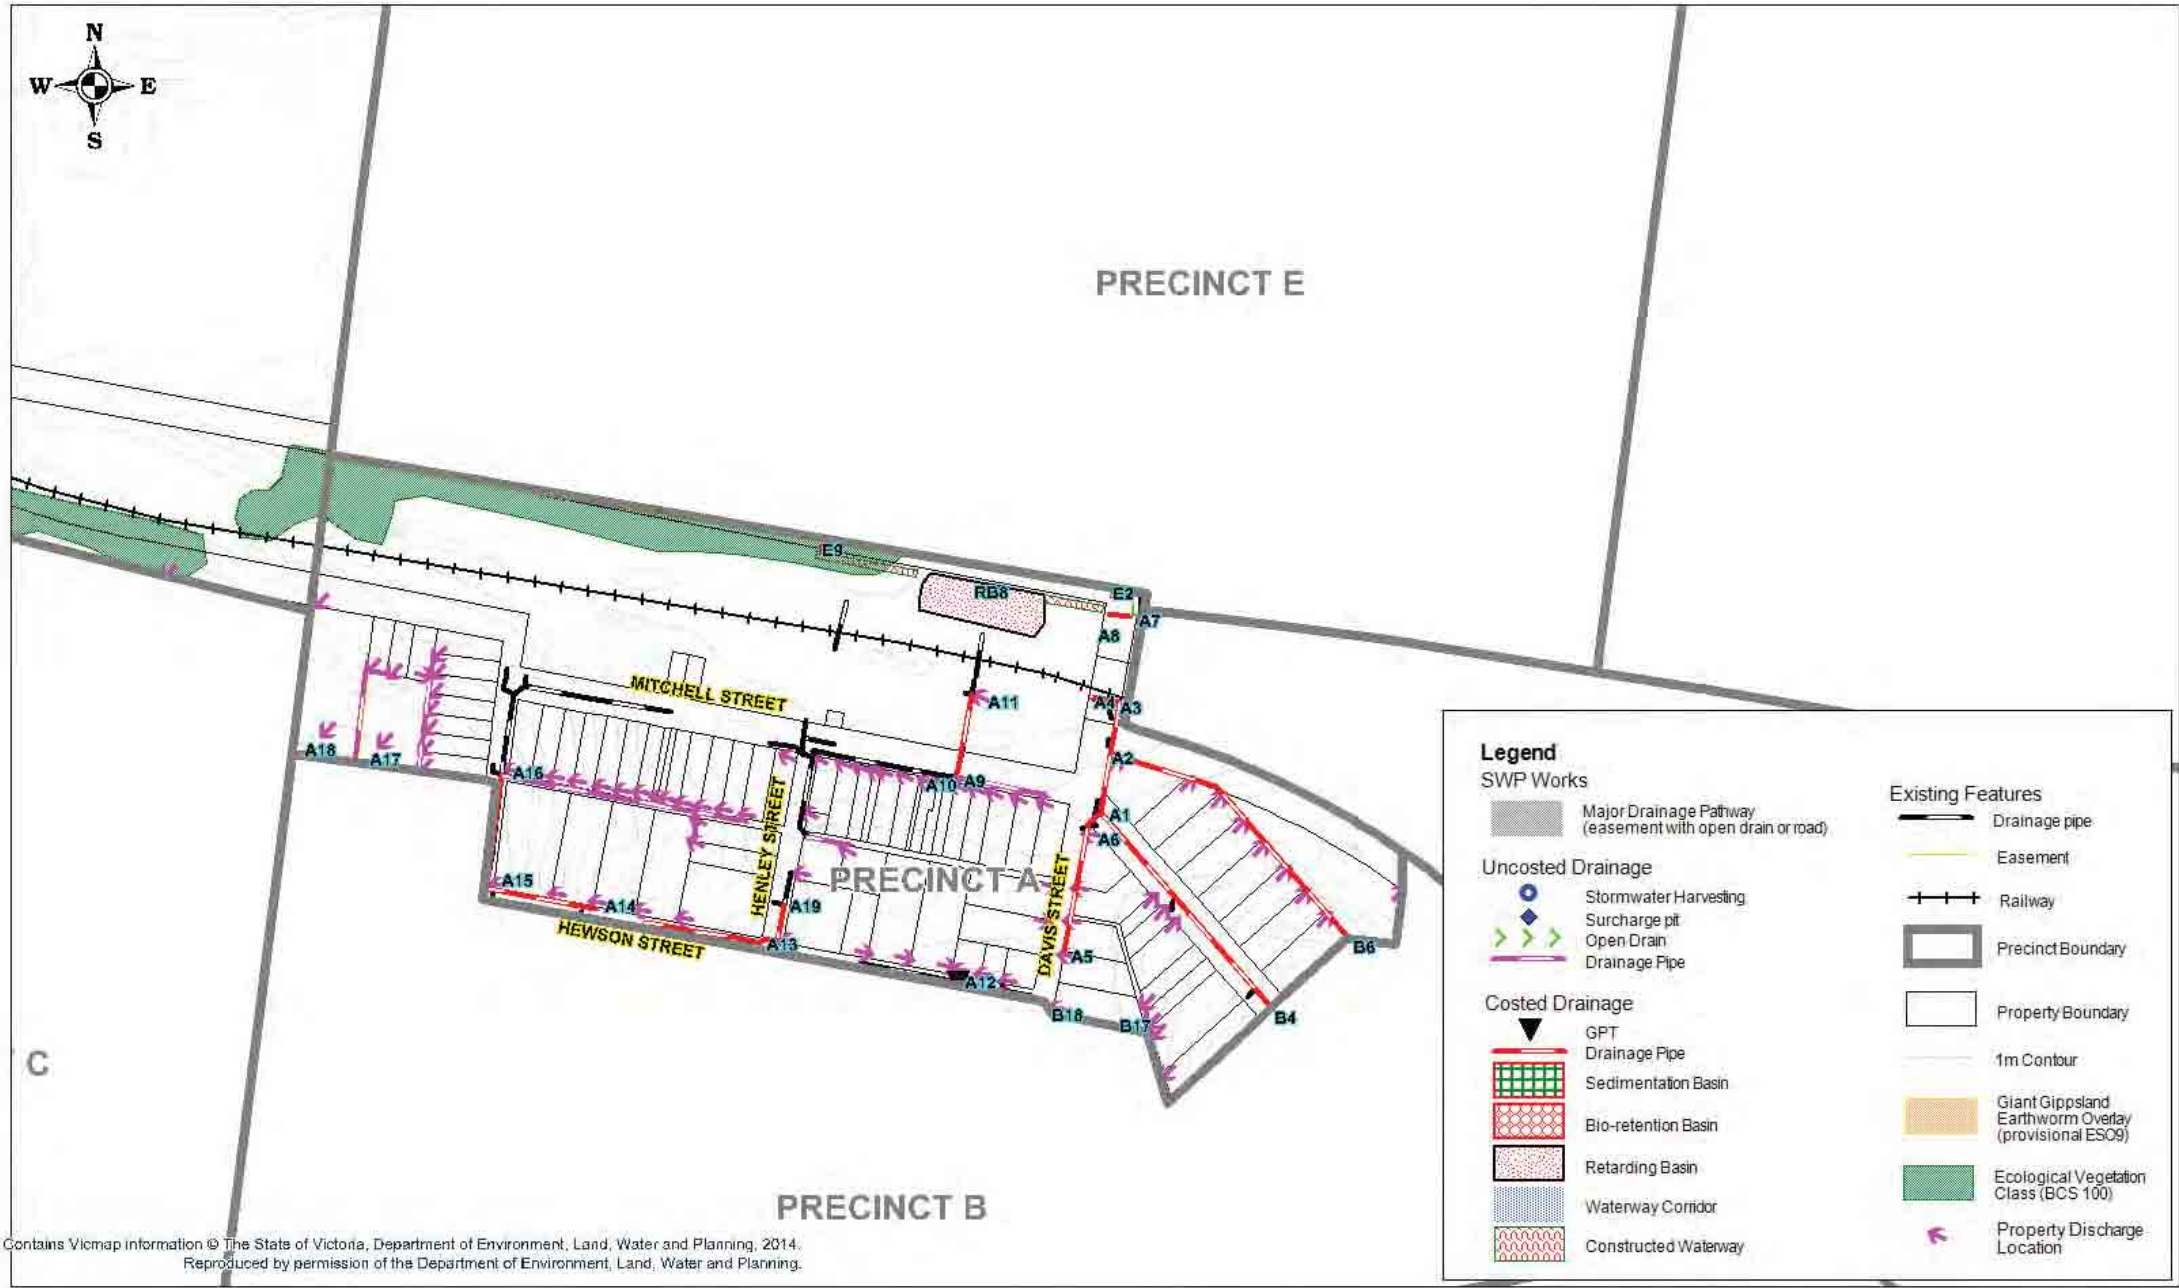 N
W E
S
PRECINCT E
E9
RB8
E2
A7
A8
A4
A3
A11
MITCHELL STREET
A18
A17
A16
A10
A9
A2
A1
A6
HENLEY STREET
PRECINCT A
DAVIS STREET
A15
A14
A19
HEWSON STREET
A13
A12
A5
B18
B17
B4
B6
C
PRECINCT B
Contains Vicmap information © The State of Victoria, Department of Environment, Land, Water and Planning, 2014.
Reproduced by permission of the Department of Environment, Land, Water and Planning.
Legend
SWP Works
Major Drainage Pathway
(easement with open drain or road)
Uncosted Drainage
Stormwater Harvesting
Surcharge pit
Open Drain
Drainage Pipe
Costed Drainage
GPT
Drainage Pipe
Sedimentation Basin
Bio-retention Basin
Retarding Basin
Waterway Corridor
Constructed Waterway
Existing Features
Drainage pipe
Easement
Railway
Precinct Boundary
Property Boundary
1m Contour
Giant Gippsland
Earthworm Overlay
(provisional ESO9)
Ecological Vegetation
Class (BCS 100)
Property Discharge
Location